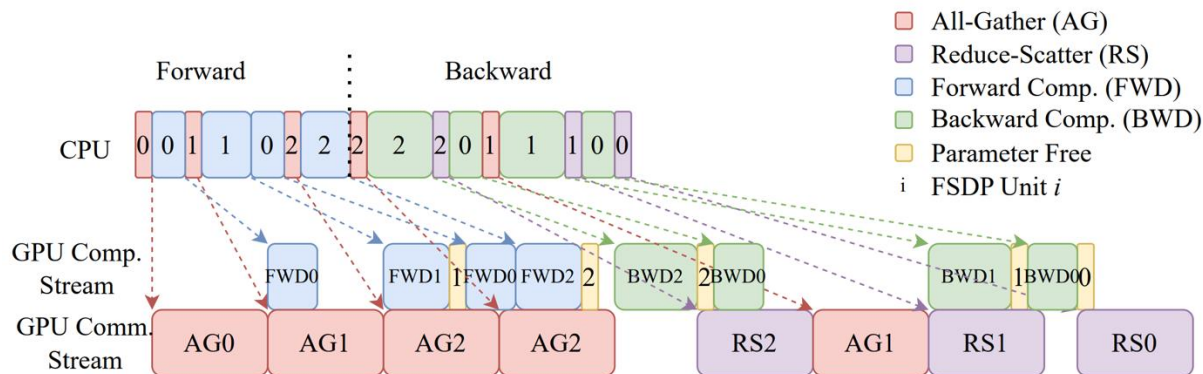 All-Gather (AG)
Reduce-Scatter (RS)
Forward Comp. (FWD)
Backward Comp. (BWD)
Parameter Free
i FSDP Unit i
Forward Backward
CPU 0 0 1 1 0 2 2 2 2 2 0 1 1 1 0 0
GPU Comp.
Stream
FWD0 FWD1 1 FWD0 FWD2 2 BWD2 2 BWD0 BWD1 1 BWD0 0
GPU Comm.
Stream
AG0 AG1 AG2 AG2 RS2 AG1 RS1 RS0